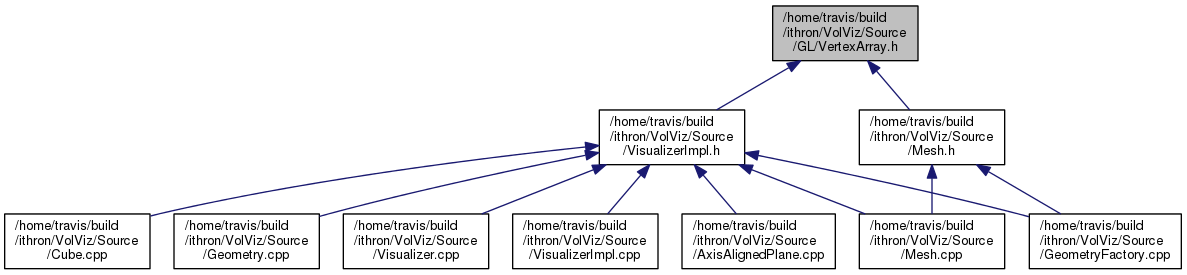 /home/travis/build
/ithron/VolViz/Source
/GL/VertexArray.h
/home/travis/build
/ithron/VolViz/Source
/VisualizerImpl.h
/home/travis/build
/ithron/VolViz/Source
/Mesh.h
/home/travis/build
/ithron/VolViz/Source
/Cube.cpp
/home/travis/build
/ithron/VolViz/Source
/Geometry.cpp
/home/travis/build
/ithron/VolViz/Source
/Visualizer.cpp
/home/travis/build
/ithron/VolViz/Source
/VisualizerImpl.cpp
/home/travis/build
/ithron/VolViz/Source
/AxisAlignedPlane.cpp
/home/travis/build
/ithron/VolViz/Source
/Mesh.cpp
/home/travis/build
/ithron/VolViz/Source
/GeometryFactory.cpp